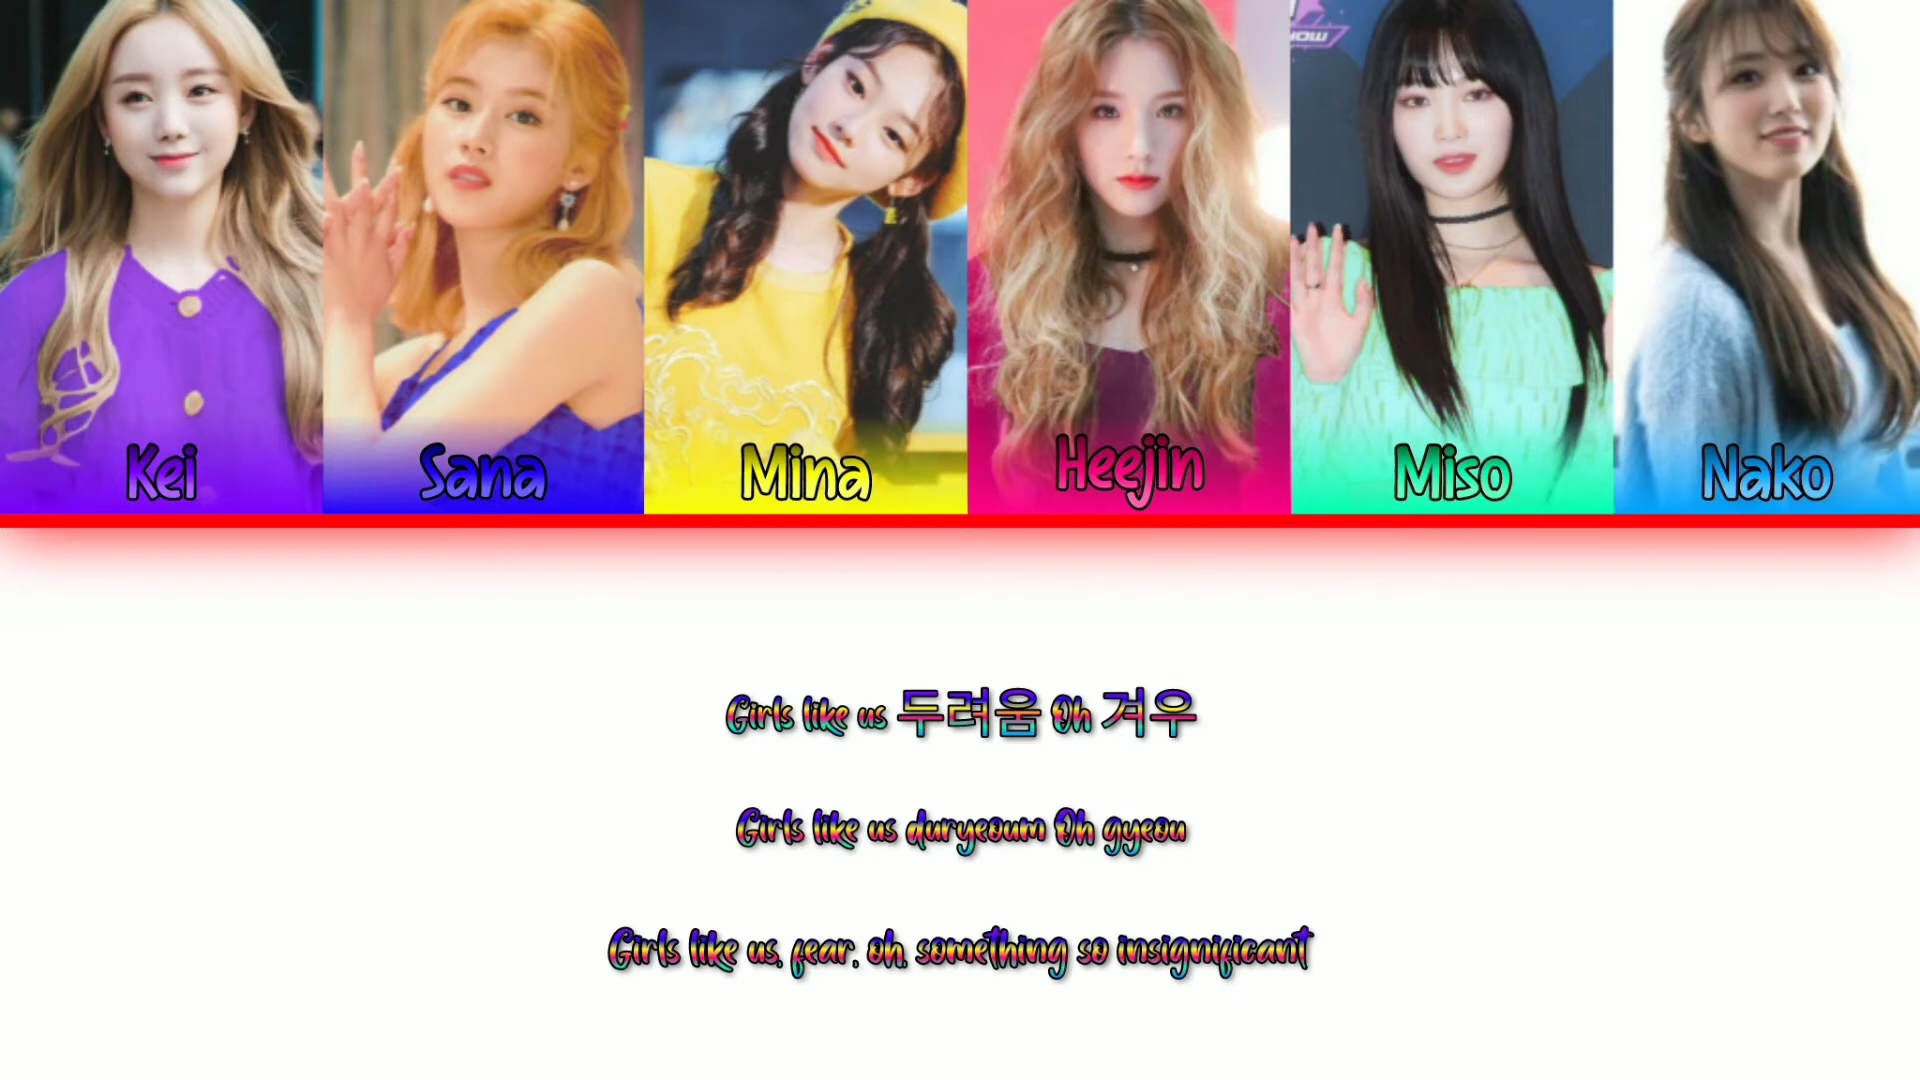 HOW
Kei
Sana
Mina
Heejin
Miso
Nako
Girls like us 두려움 Oh 겨우
Girls like us duryeoum Oh gyeou
Girls like us, fear, oh, something so insignificant